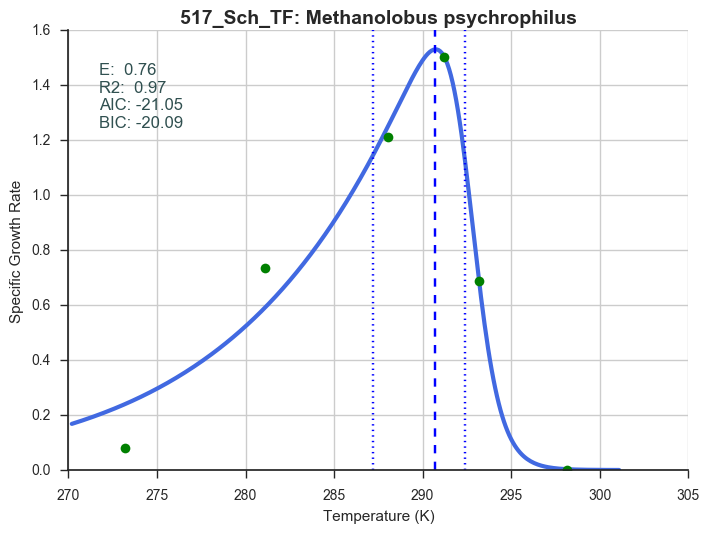 517_Sch_TF: Methanolobus psychrophilus
E:  0.76
R2:  0.97
AIC: -21.05
BIC: -20.09
Specific Growth Rate
1.6
1.4
1.2
1.0
0.8
0.6
0.4
0.2
0.0
270 275 280 285 290 295 300 305
Temperature (K)